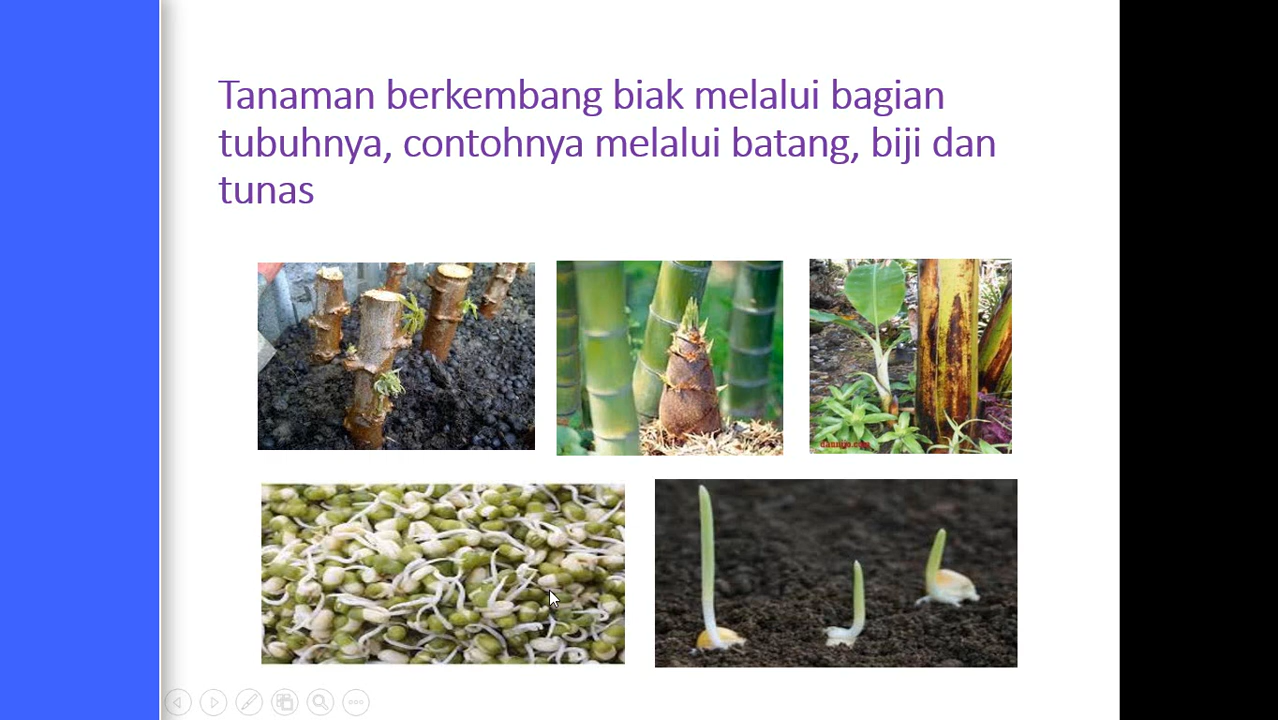 Tanaman berkembang biak melalui bagian
tubuhnya, contohnya melalui batang, biji dan
tunas